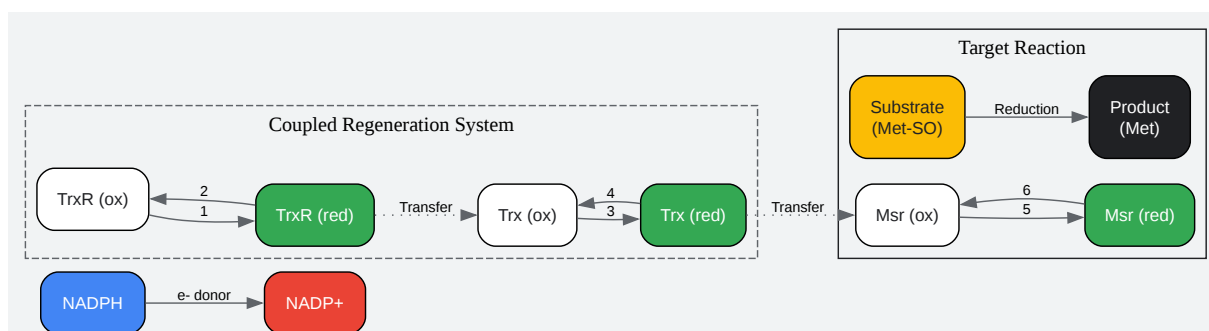 Target Reaction
Substrate
(Met-SO)
Reduction
Product
(Met)
Coupled Regeneration System
TrxR (ox)
2
1
TrxR (red)
Transfer
Trx (ox)
4
3
Trx (red)
Transfer
Msr (ox)
6
5
Msr (red)
NADPH
e- donor
NADP+